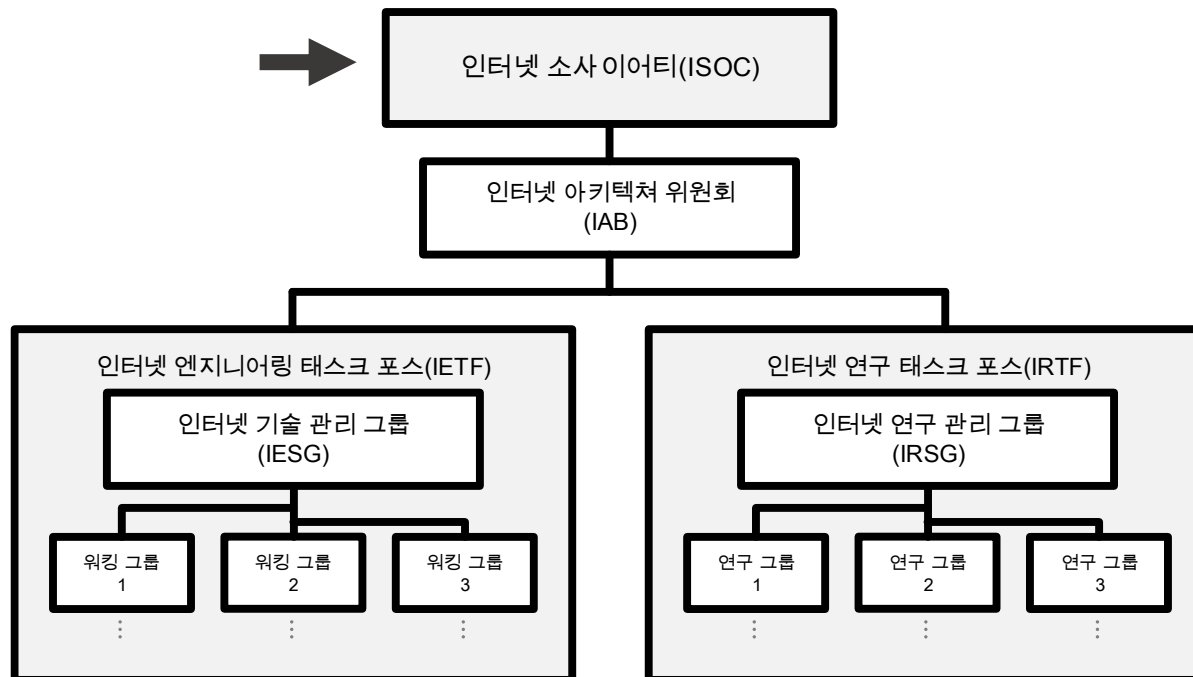 인터넷 소사이어티(ISOC)
인터넷 아키텍쳐 위원회
(IAB)
인터넷 엔지니어링 태스크 포스(IETF)
인터넷 기술 관리 그룹
(IESG)
워킹 그룹
1
워킹 그룹
2
워킹 그룹
3
인터넷 연구 태스크 포스(IRTF)
인터넷 연구 관리 그룹
(IRSG)
연구 그룹
1
연구 그룹
2
연구 그룹
3